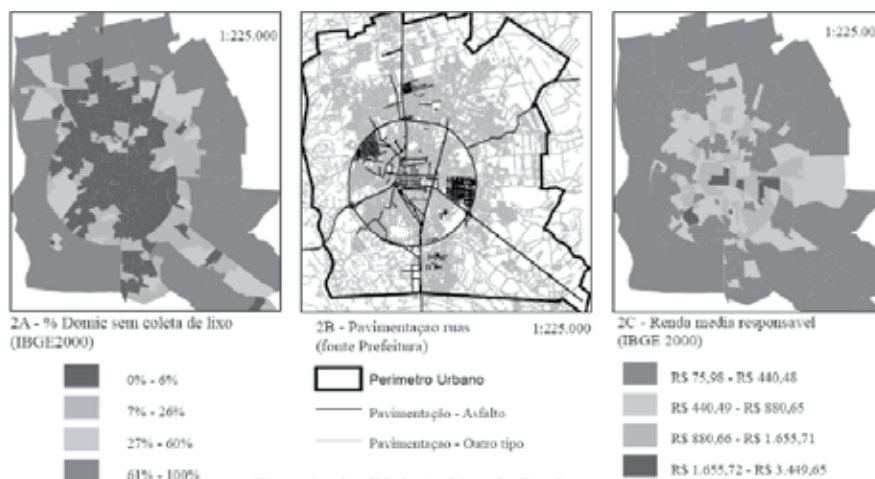 1:225.000
2A - % Domic sem coleta de lixo
(IBGE2000)
0% - 6%
7% - 26%
27% - 60%
61% - 100%
2B - Pavimentaçao ruas
(fonte Prefeitura)
1:225.000
Perimetro Urbano
Pavimentação - Asfalto
Pavimentaçao - Outro tipo
1:225.00
2C - Renda media responsavel
(IBGE 2000)
R$ 75,98 - R$ 440,48
R$ 440,49 - R$ 880,65
R$ 880,66 - R$ 1.655,71
R$ 1.655,72 - R$ 3.449,65